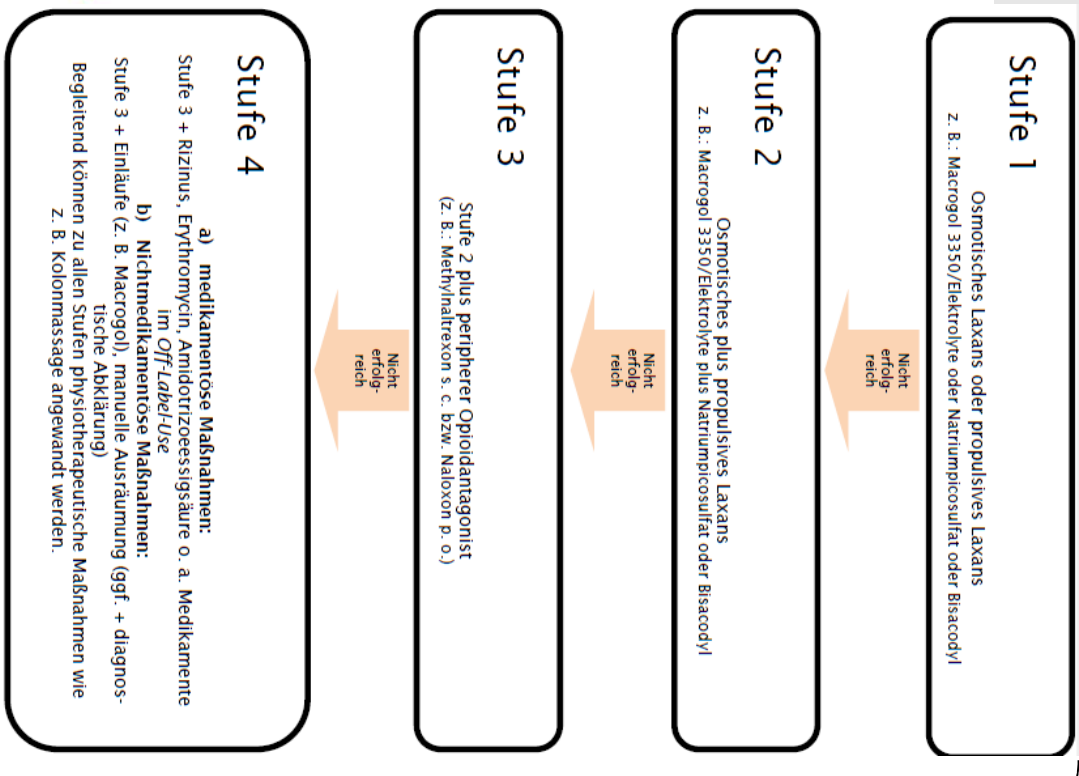 Stufe 1
Osmotisches Laxans oder propulsives Laxans
z. B.: Macrogol 3350/Elektrolyte oder Natriumpicosulfat oder Bisacodyl
Nicht
erfolg-
reich
Stufe 2
Osmotisches plus propulsives Laxans
z. B.: Macrogol 3350/Elektrolyte plus Natriumpicosulfat oder Bisacodyl
Nicht
erfolg-
reich
Stufe 3
Stufe 2 plus peripherer Opioidantagonist
(z. B.: Methylnaltrexon s. c. bzw. Naloxon p. o.)
Nicht
erfolg-
reich
Stufe 4
a) medikamentöse Maßnahmen:
Stufe 3 + Rizinus, Erythromycin, Amidotrizoeessigsäure o. a. Medikamente
im Off-Label-Use
b) Nichtmedikamentöse Maßnahmen:
Stufe 3 + Einläufe (z. B. Macrogol), manuelle Ausräumung (ggf. + diagnos-
tische Abklärung)
Begleitend können zu allen Stufen physiotherapeutische Maßnahmen wie
z. B. Kolonmassage angewandt werden.